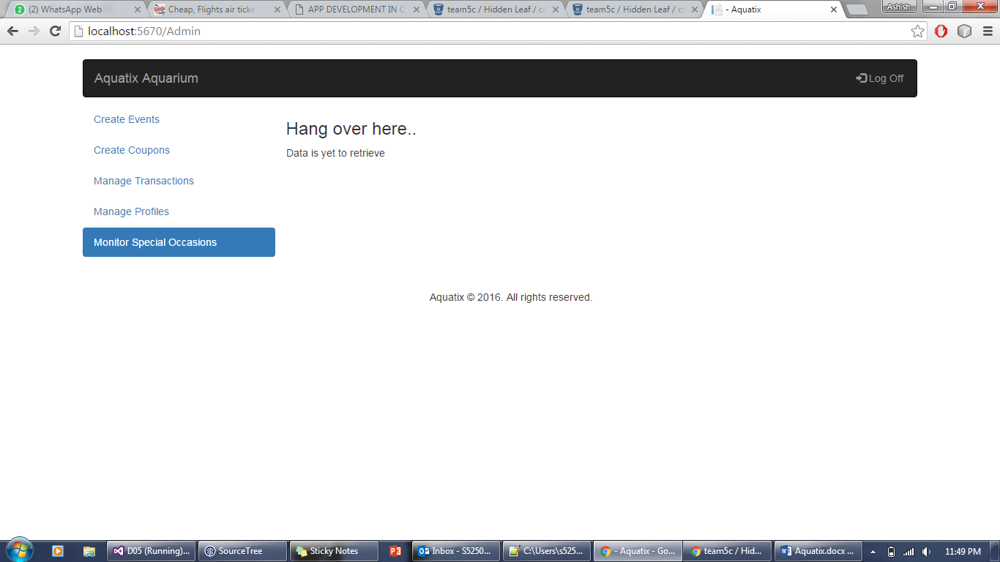 (2) WhatsApp Web
Cheap, Flights air ticke
APP DEVELOPMENT IN C
team5c / Hidden Leaf / co
team5c / Hidden Leaf / co
- Aquatix
Ashish
localhost:5670/Admin
Aquatix Aquarium
Log Off
Create Events
Create Coupons
Manage Transactions
Manage Profiles
Monitor Special Occasions
Hang over here..
Data is yet to retrieve
Aquatix © 2016. All rights reserved.
D05 (Running)...
SourceTree
Sticky Notes
Inbox - S5250...
C:\Users\s525...
- Aquatix - Go...
team5c / Hid...
Aquatix.docx ...
11:49 PM